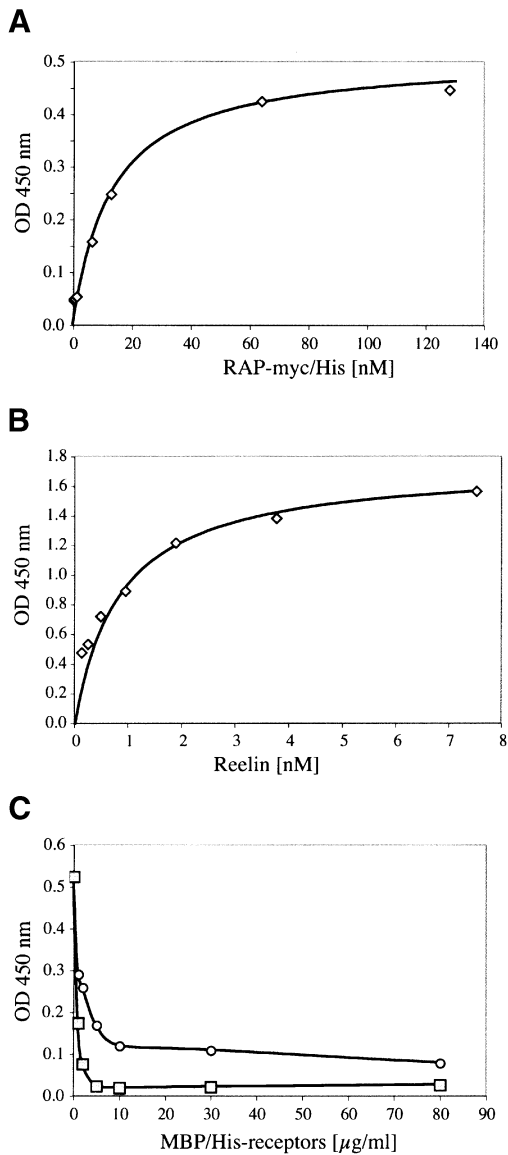 A
0.5
0.4
0.3
0.2
0.1
0.0
OD 450 nm
0 20 40 60 80 100 120 140
RAP-myc/His [nM]
B
1.8
1.6
1.4
1.2
1.0
0.8
0.6
0.4
0.2
0.0
OD 450 nm
0 1 2 3 4 5 6 7 8
Reelin [nM]
C
0.6
0.5
0.4
0.3
0.2
0.1
0.0
OD 450 nm
0 10 20 30 40 50 60 70 80 90
MBP/His-receptors [µg/ml]